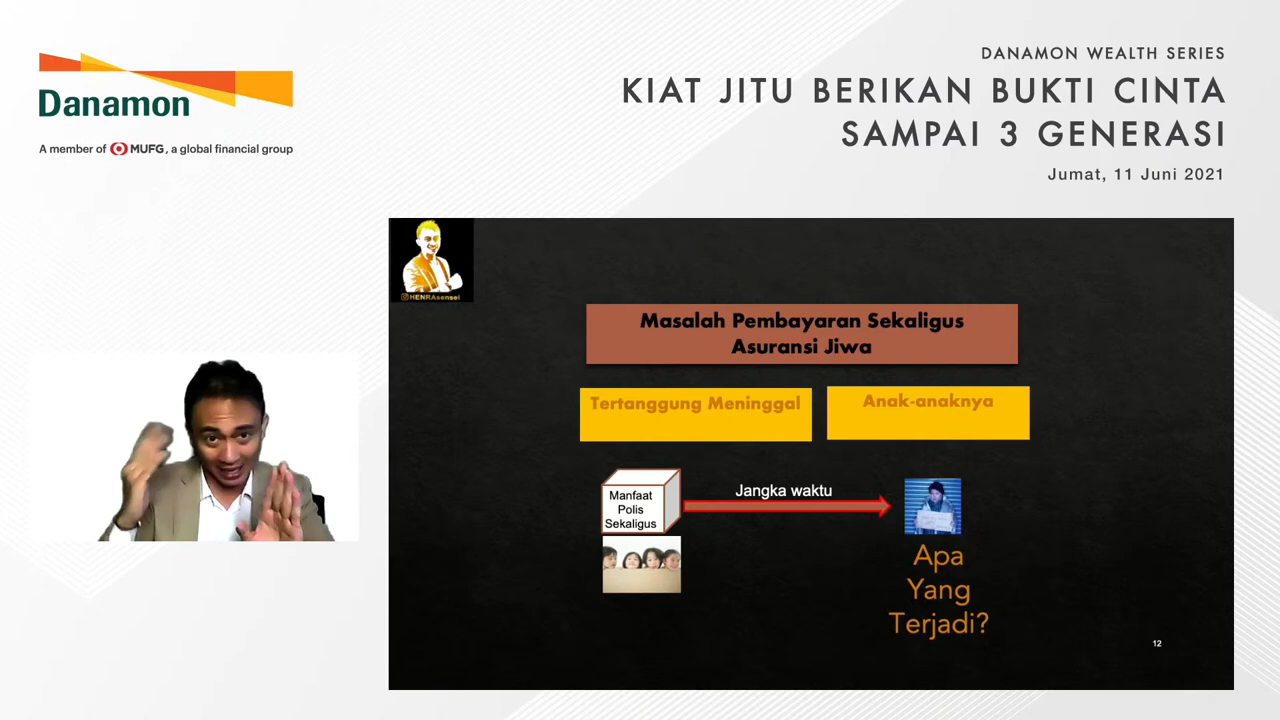 Danamon
A member of MUFG, a global financial group
DANAMON WEALTH SERIES
KIAT JITU BERIKAN BUKTI CINTA
SAMPAI 3 GENERASI
Jumat, 11 Juni 2021
HENRAsensei
Masalah Pembayaran Sekaligus
Asuransi Jiwa
Tertanggung Meninggal
Anak-anaknya
Manfaat
Polis
Sekaligus
Jangka waktu
Apa
Yang
Terjadi?
12